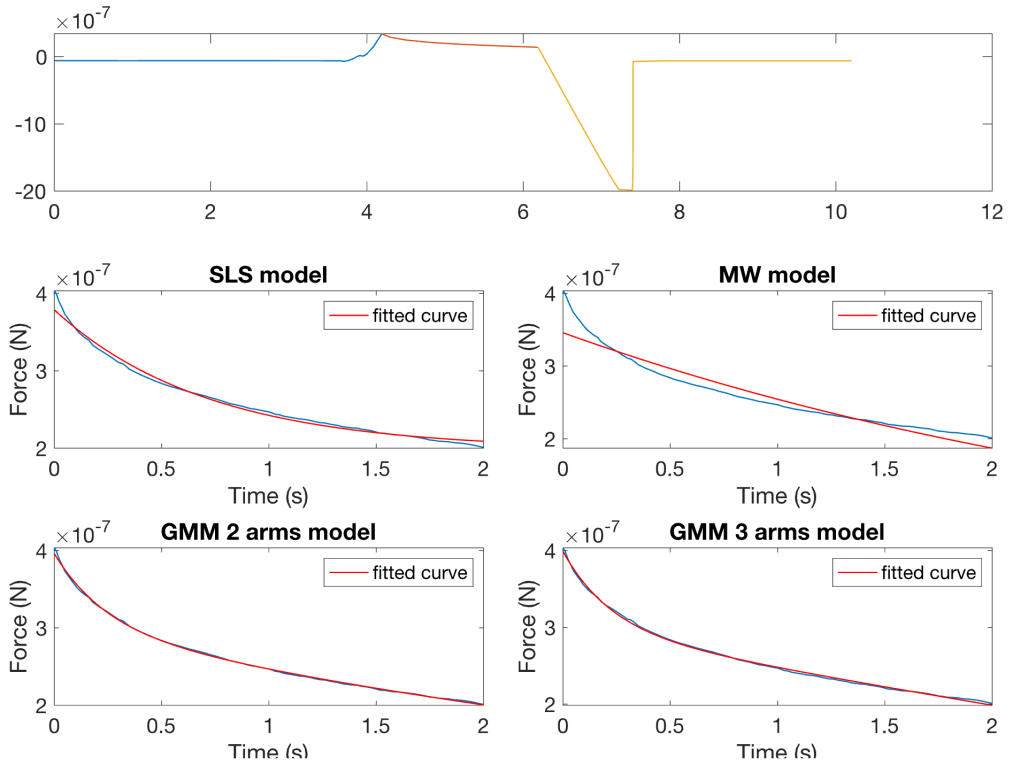 ×10^-7
0
-10
-20
0 2 4 6 8 10 12
SLS model
×10^-7
4
3
2
Force (N)
fitted curve
0 0.5 1 1.5 2
Time (s)
MW model
×10^-7
4
3
2
Force (N)
fitted curve
0 0.5 1 1.5 2
Time (s)
GMM 2 arms model
×10^-7
4
3
2
Force (N)
fitted curve
0 0.5 1 1.5 2
Time (s)
GMM 3 arms model
×10^-7
4
3
2
Force (N)
fitted curve
0 0.5 1 1.5 2
Time (s)